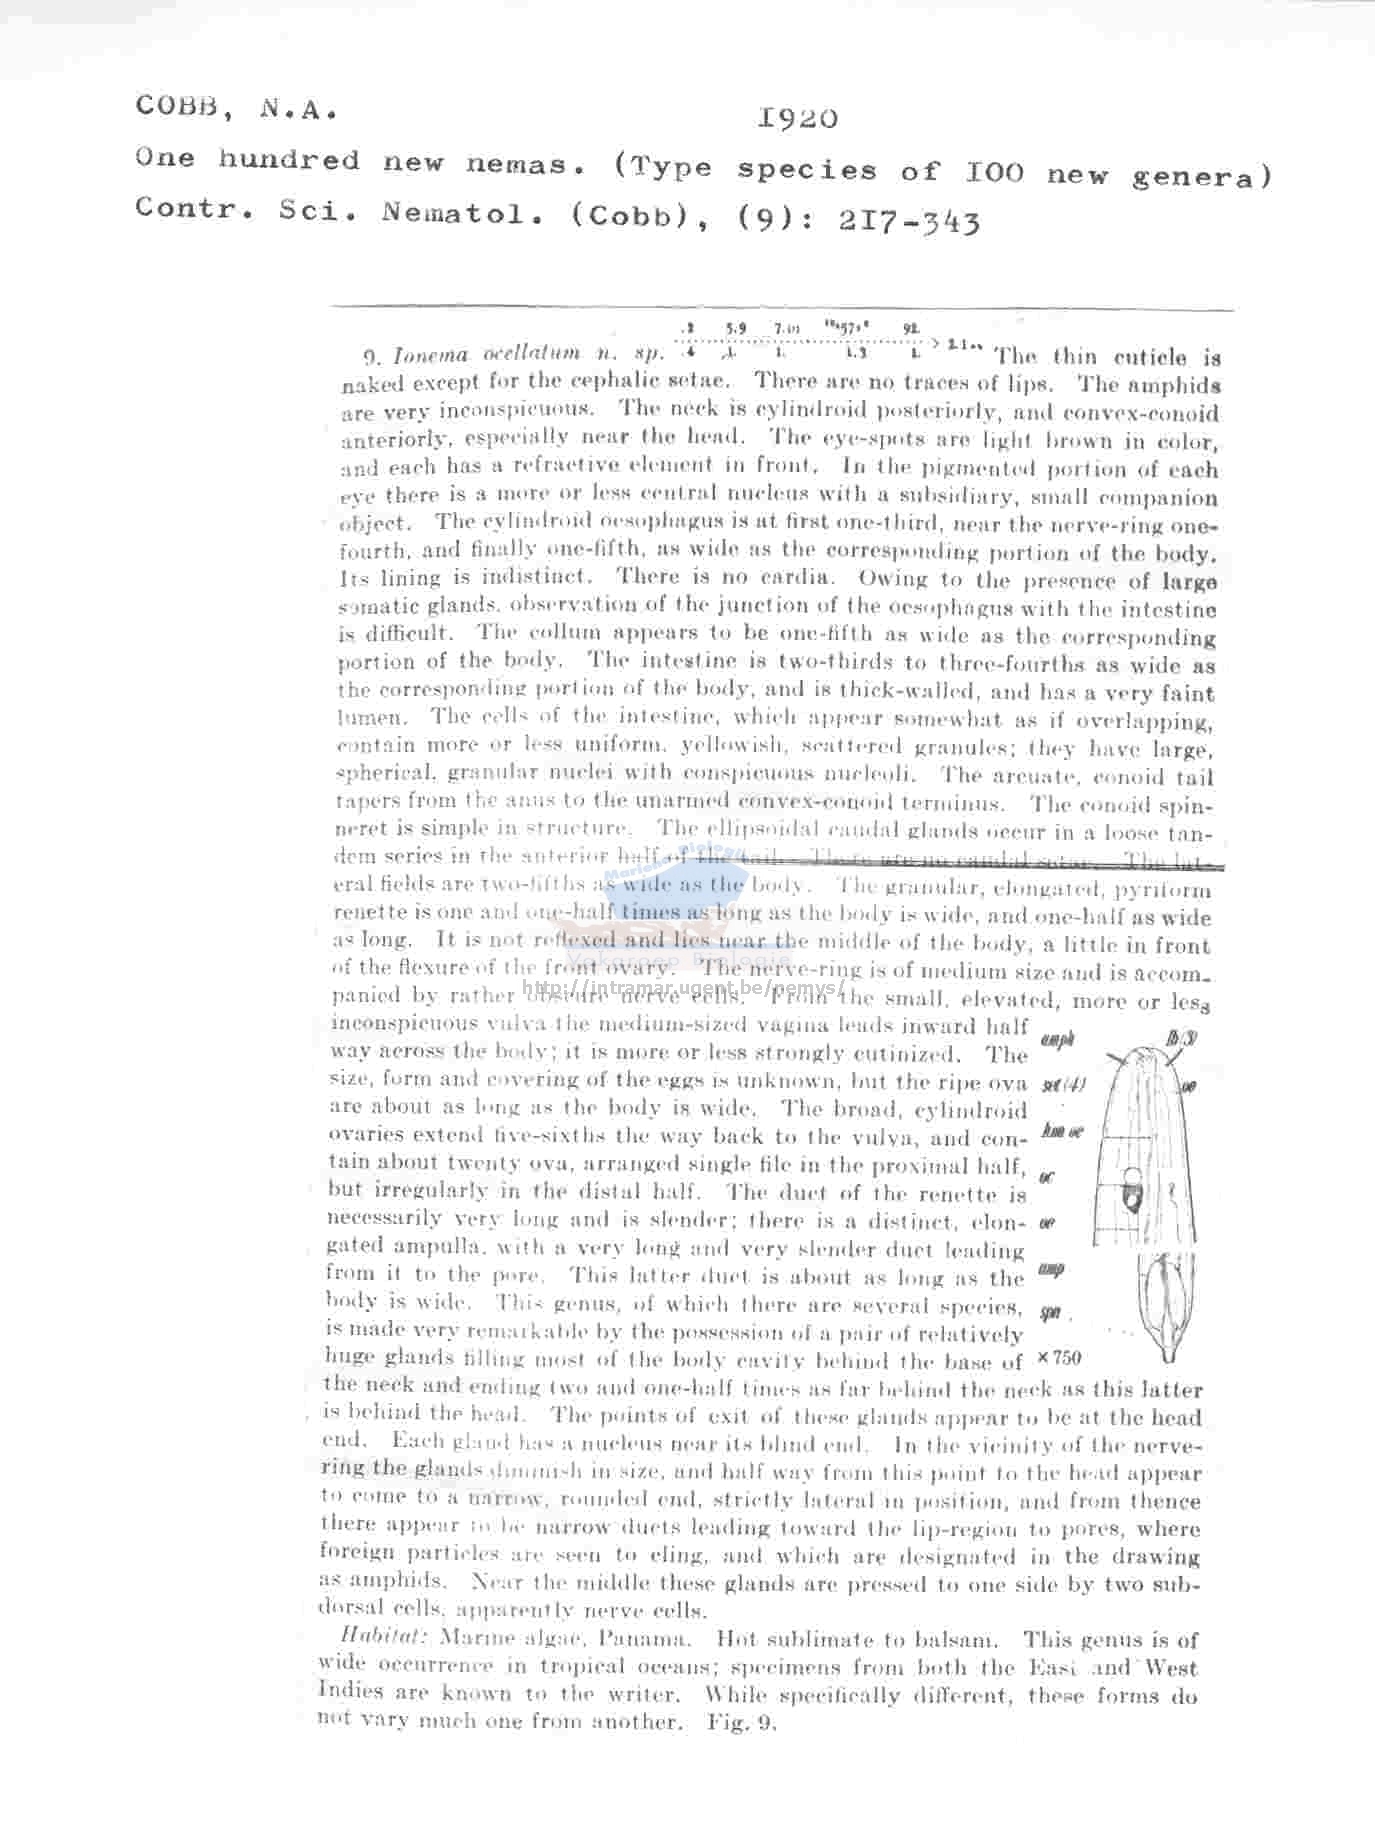 COBB, N.A. 1920
One hundred new nemas. (Type species of I00 new genera)
Contr. Sci. Nematol. (Cobb), (9): 2I7-343
5.9 92.
9. Ionema ocellatum n. sp. The thin cuticle is
naked except for the cephalic setae. There are no traces of lips. The amphids
are very inconspicuous. The neck is cylindroid posteriorly, and convex-conoid
anteriorly, especially near the head. The eye-spots are light brown in color,
and each has a refractive element in front. In the pigmented portion of each
eye there is a more or less central nucleus with a subsidiary, small companion
object. The cylindroid oesophagus is at first one-third, near the nerve-ring one-
fourth, and finally one-fifth, as wide as the corresponding portion of the body.
Its lining is indistinct. There is no cardia. Owing to the presence of large
somatic glands, observation of the junction of the oesophagus with the intestine
is difficult. The collum appears to be one-fifth as wide as the corresponding
portion of the body. The intestine is two-thirds to three-fourths as wide as
the corresponding portion of the body, and is thick-walled, and has a very faint
lumen. The cells of the intestine, which appear somewhat as if overlapping,
contain more or less uniform, yellowish, scattered granules; they have large,
spherical, granular nuclei with conspicuous nucleoli. The arcuate, conoid tail
tapers from the anus to the unarmed convex-conoid terminus. The conoid spin-
neret is simple in structure. The ellipsoidal caudal glands occur in a loose tan-
dem series in the anterior half of the tail. There are no caudal setae. The lat-
eral fields are two-fifths as wide as the body. The granular, elongated, pyriform
renette is one and one-half times as long as the body is wide, and one-half as wide
as long. It is not reflexed and lies near the middle of the body, a little in front
of the flexure of the front ovary. The nerve-ring is of medium size and is accom-
panied by rather obscure nerve cells. From the small, elevated, more or less
inconspicuous vulva the medium-sized vagina leads inward half
way across the body; it is more or less strongly cutinized. The
size, form and covering of the eggs is unknown, but the ripe ova
are about as long as the body is wide. The broad, cylindroid
ovaries extend five-sixths the way back to the vulva, and con-
tain about twenty ova, arranged single file in the proximal half,
but irregularly in the distal half. The duct of the renette is
necessarily very long and is slender; there is a distinct, elon-
gated ampulla, with a very long and very slender duct leading
from it to the pore. This latter duct is about as long as the
body is wide. This genus, of which there are several species,
is made very remarkable by the possession of a pair of relatively
huge glands filling most of the body cavity behind the base of
the neck and ending two and one-half times as far behind the neck as this latter
is behind the head. The points of exit of these glands appear to be at the head
end. Each gland has a nucleus near its blind end. In the vicinity of the nerve-
ring the glands diminish in size, and half way from this point to the head appear
to come to a narrow, rounded end, strictly lateral in position, and from thence
there appear to be narrow ducts leading toward the lip-region to pores, where
foreign particles are seen to cling, and which are designated in the drawing
as amphids. Near the middle these glands are pressed to one side by two sub-
dorsal cells, apparently nerve cells.
Habitat: Marine algae, Panama. Hot sublimate to balsam. This genus is of
wide occurrence in tropical oceans; specimens from both the East and West
Indies are known to the writer. While specifically different, these forms do
not vary much one from another. Fig. 9.
amph
set (4)
oc
amp
spn
×750
Mariene Biologie
Vakgroep Biologie
http://intramar.ugent.be/nemys/